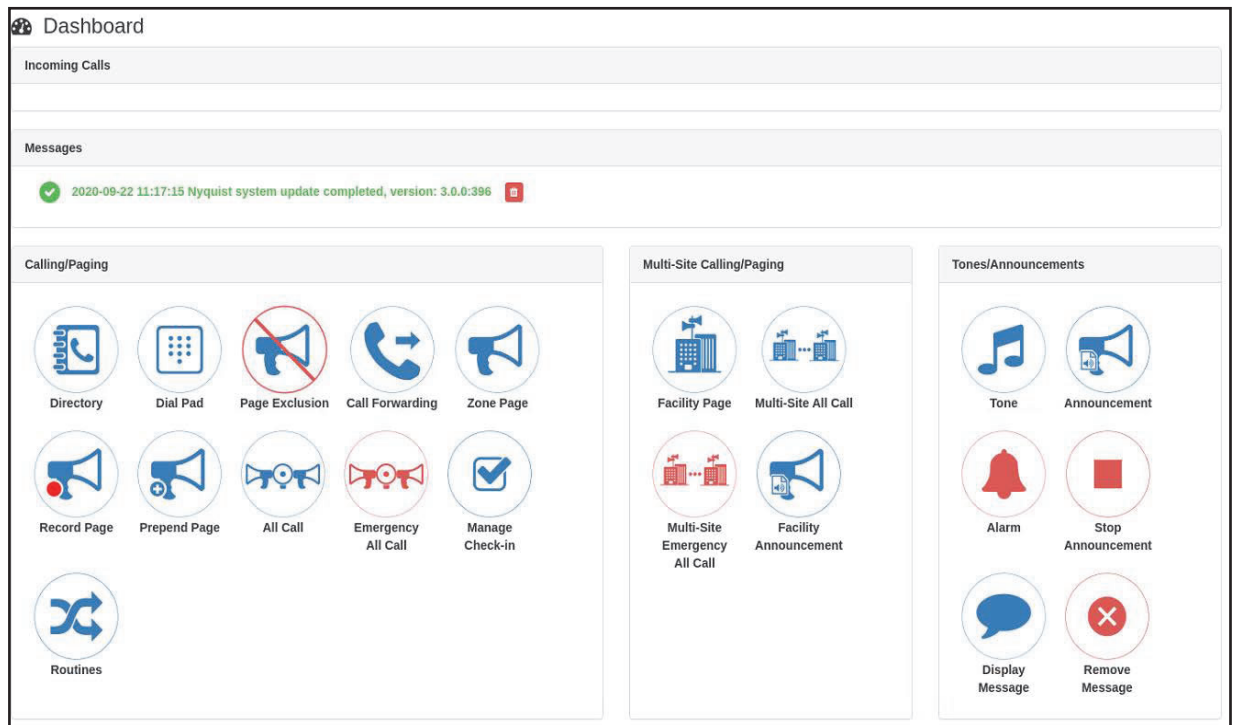 Dashboard
Incoming Calls
Messages
2020-09-22 11:17:15 Nyquist system update completed, version: 3.0.0:396
Calling/Paging
Directory
Dial Pad
Page Exclusion
Call Forwarding
Zone Page
Record Page
Prepend Page
All Call
Emergency
All Call
Manage
Check-in
Routines
Multi-Site Calling/Paging
Facility Page
Multi-Site All Call
Multi-Site
Emergency
All Call
Facility
Announcement
Tones/Announcements
Tone
Announcement
Alarm
Stop
Announcement
Display
Message
Remove
Message